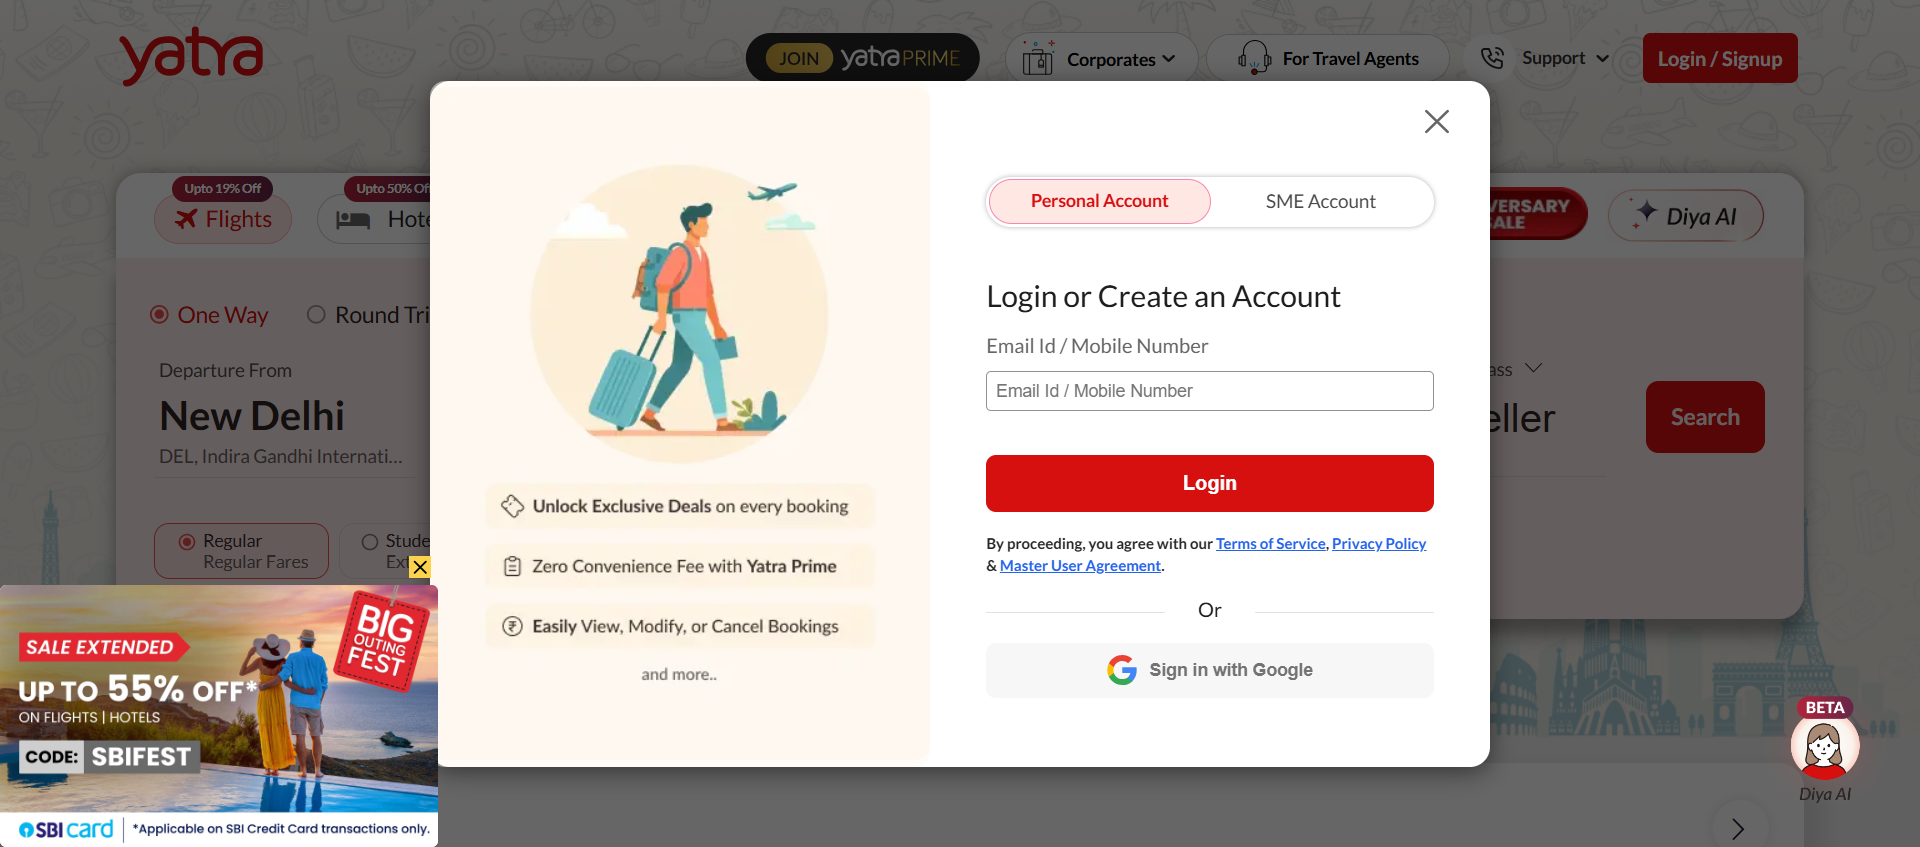 yatra
JOIN yatra PRIME
Corporates
For Travel Agents
Support
Login / Signup
Upto 19% Off
Flights
Upto 50% Of
Hote
VERSARY
ALE
Diya AI
One Way
Round Tri
Departure From
New Delhi
DEL, Indira Gandhi Internati...
ass
eller
Search
Regular
Regular Fares
Stude
Ext
Personal Account
SME Account
Login or Create an Account
Email Id / Mobile Number
Email Id / Mobile Number
Login
By proceeding, you agree with our Terms of Service, Privacy Policy
& Master User Agreement.
Or
Sign in with Google
Unlock Exclusive Deals on every booking
Zero Convenience Fee with Yatra Prime
Easily View, Modify, or Cancel Bookings
and more..
BIG
OUTING
FEST
SALE EXTENDED
UP TO 55% OFF*
ON FLIGHTS | HOTELS
CODE: SBIFEST
SBI card
*Applicable on SBI Credit Card transactions only.
BETA
Diya AI